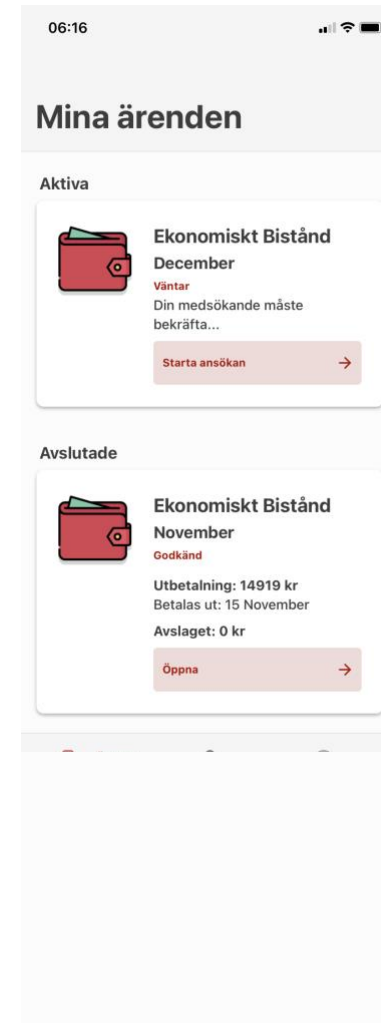 06:16
Mina ärenden
Aktiva
Ekonomiskt Bistånd
December
Väntar
Din medsökande måste
bekräfta...
Starta ansökan
Avslutade
Ekonomiskt Bistånd
November
Godkänd
Utbetalning: 14919 kr
Betalas ut: 15 November
Avslaget: 0 kr
Öppna